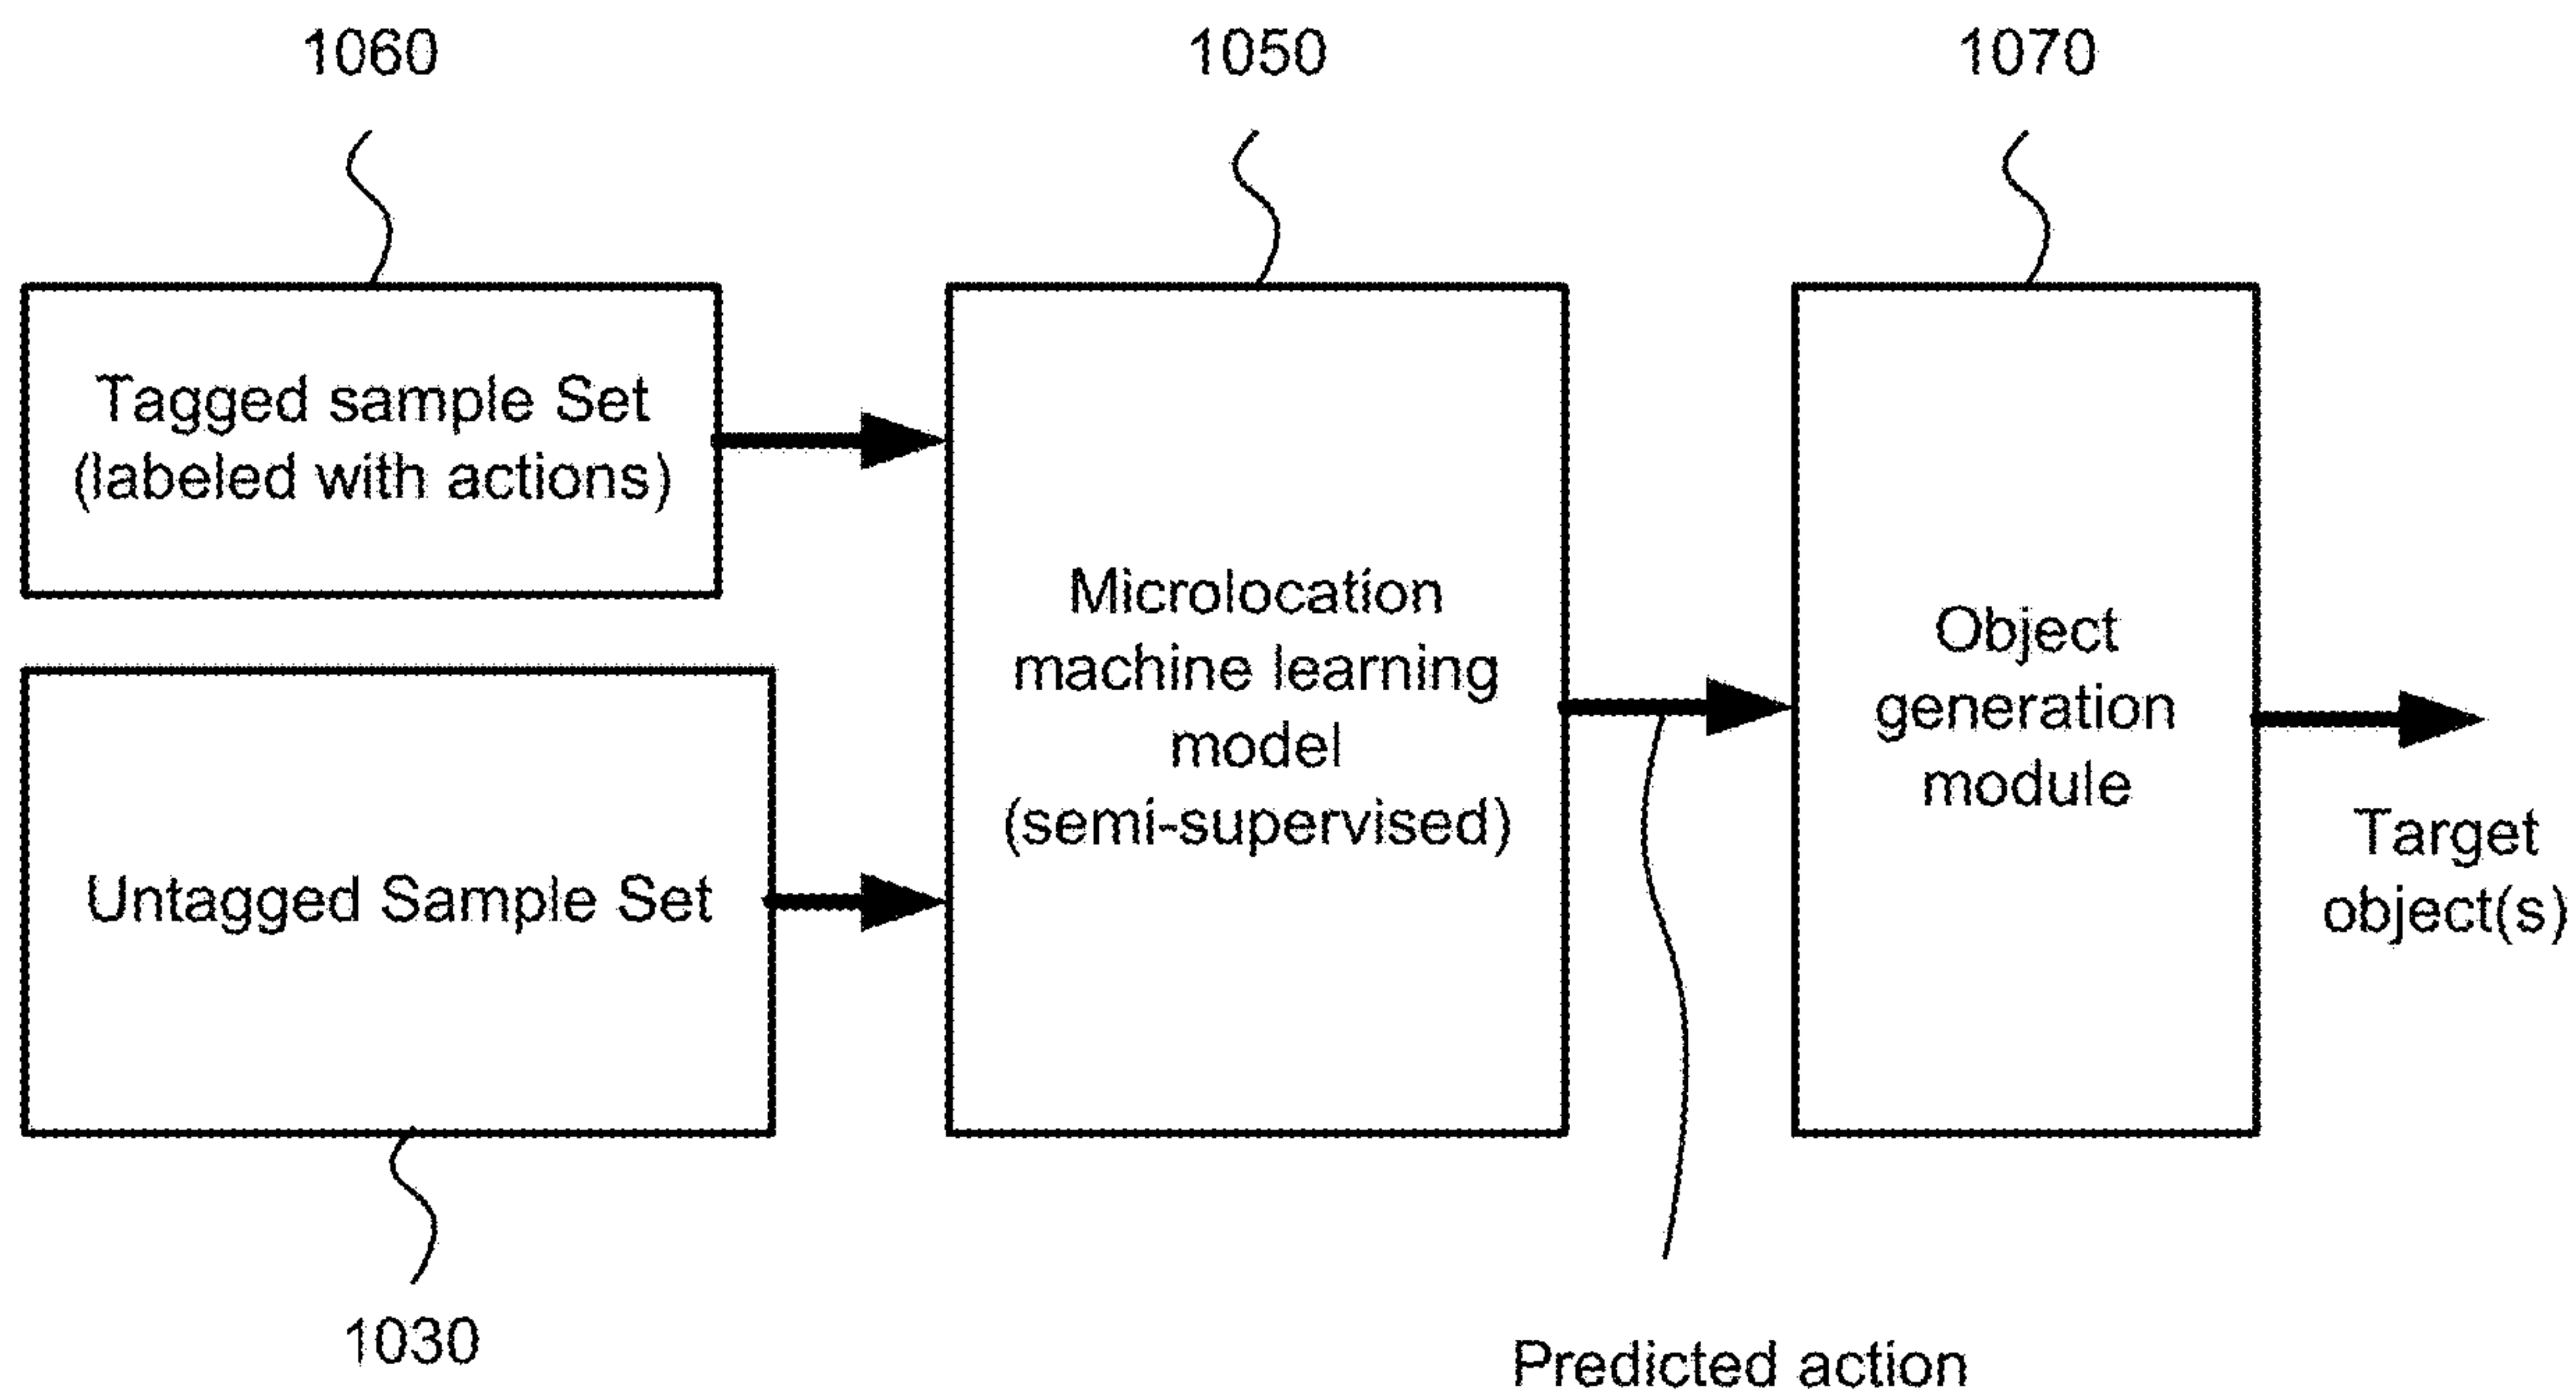 1060
1050
1070
Tagged sample Set
(labeled with actions)
Microlocation
machine learning
model
(semi-supervised)
Object
generation
module
Target
object(s)
Untagged Sample Set
1030
Predicted action